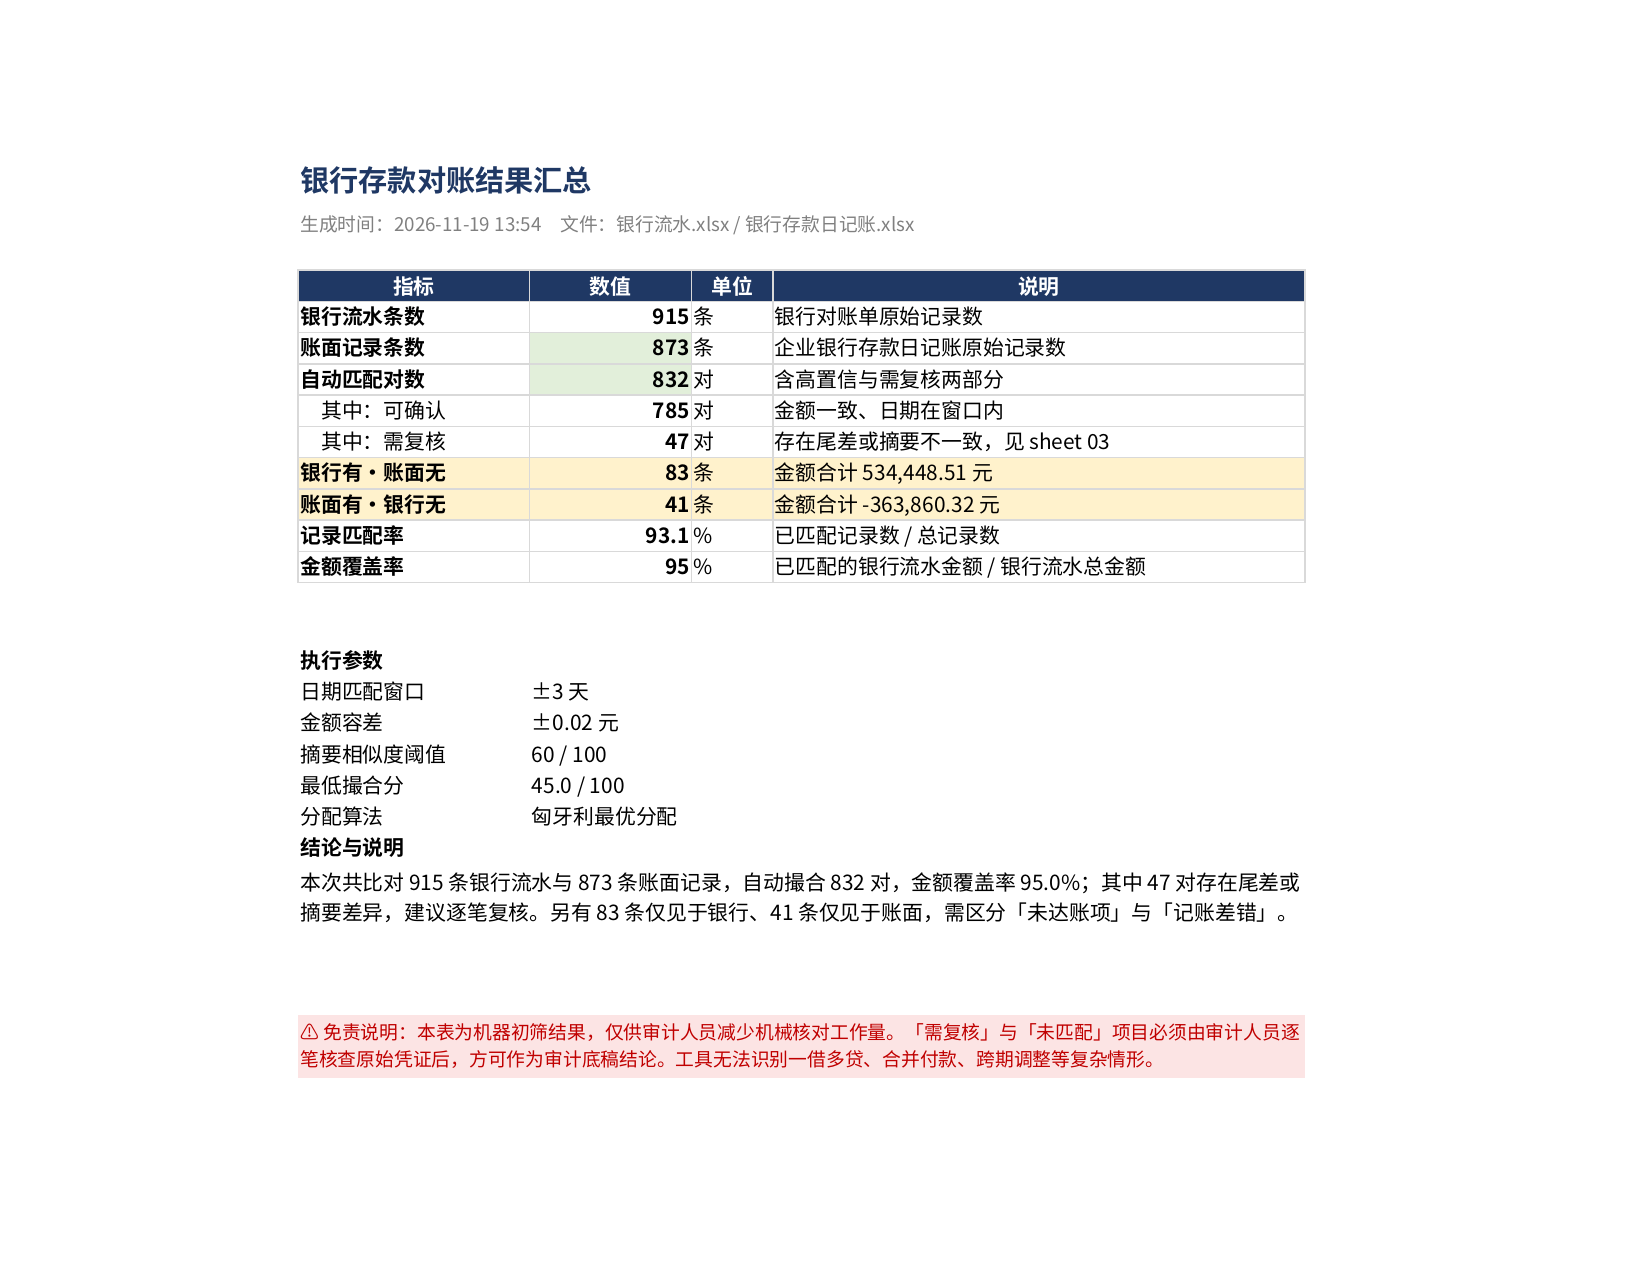 银行存款对账结果汇总
生成时间：2026-11-19 13:54　文件：银行流水.xlsx / 银行存款日记账.xlsx
指标 数值 单位 说明
银行流水条数 915 条 银行对账单原始记录数
账面记录条数 873 条 企业银行存款日记账原始记录数
自动匹配对数 832 对 含高置信与需复核两部分
其中：可确认 785 对 金额一致、日期在窗口内
其中：需复核 47 对 存在尾差或摘要不一致，见 sheet 03
银行有・账面无 83 条 金额合计 534,448.51 元
账面有・银行无 41 条 金额合计 -363,860.32 元
记录匹配率 93.1 % 已匹配记录数 / 总记录数
金额覆盖率 95 % 已匹配的银行流水金额 / 银行流水总金额
执行参数
日期匹配窗口 ±3 天
金额容差 ±0.02 元
摘要相似度阈值 60 / 100
最低撮合分 45.0 / 100
分配算法 匈牙利最优分配
结论与说明
本次共比对 915 条银行流水与 873 条账面记录，自动撮合 832 对，金额覆盖率 95.0%；其中 47 对存在尾差或
摘要差异，建议逐笔复核。另有 83 条仅见于银行、41 条仅见于账面，需区分「未达账项」与「记账差错」。
⚠ 免责说明：本表为机器初筛结果，仅供审计人员减少机械核对工作量。「需复核」与「未匹配」项目必须由审计人员逐
笔核查原始凭证后，方可作为审计底稿结论。工具无法识别一借多贷、合并付款、跨期调整等复杂情形。